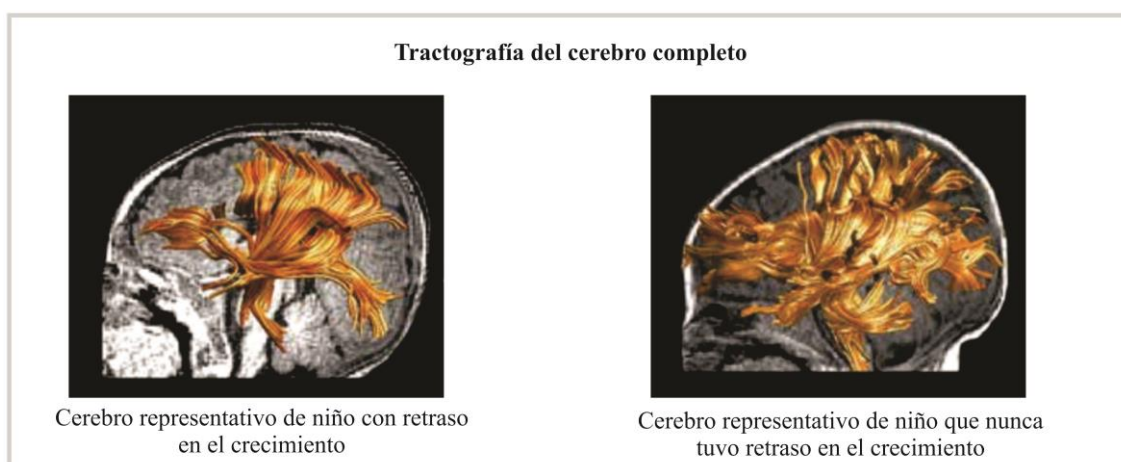 Tractografía del cerebro completo
Cerebro representativo de niño con retraso
en el crecimiento
Cerebro representativo de niño que nunca
tuvo retraso en el crecimiento